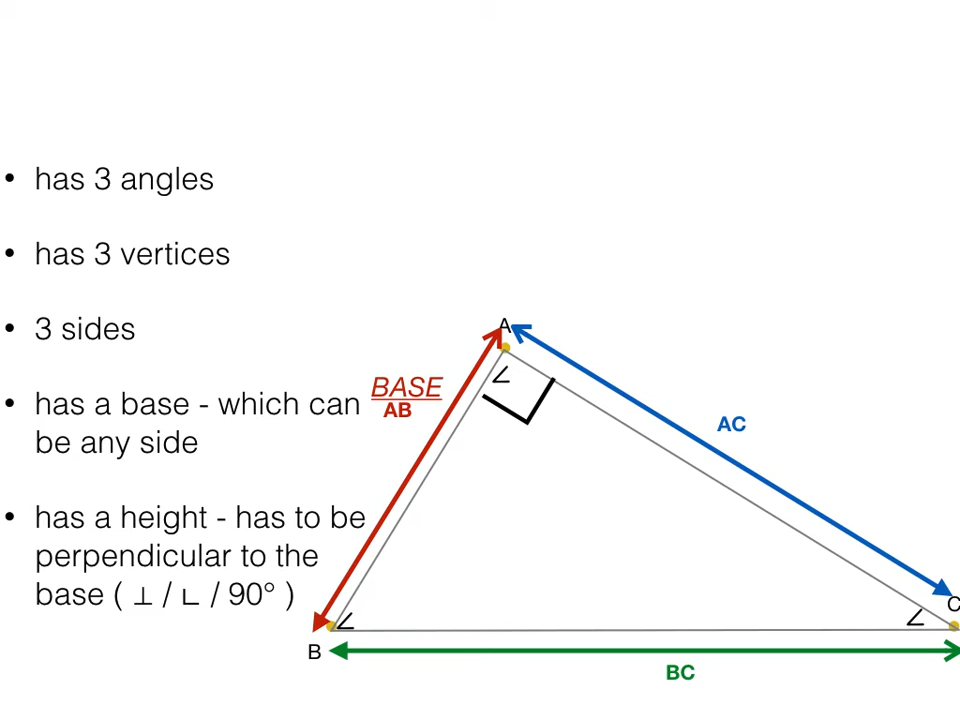 • has 3 angles
• has 3 vertices
• 3 sides
• has a base - which can
be any side
• has a height - has to be
perpendicular to the
base ( ⊥ / ∟ / 90° )
A
BASE
AB
AC
C
B
BC